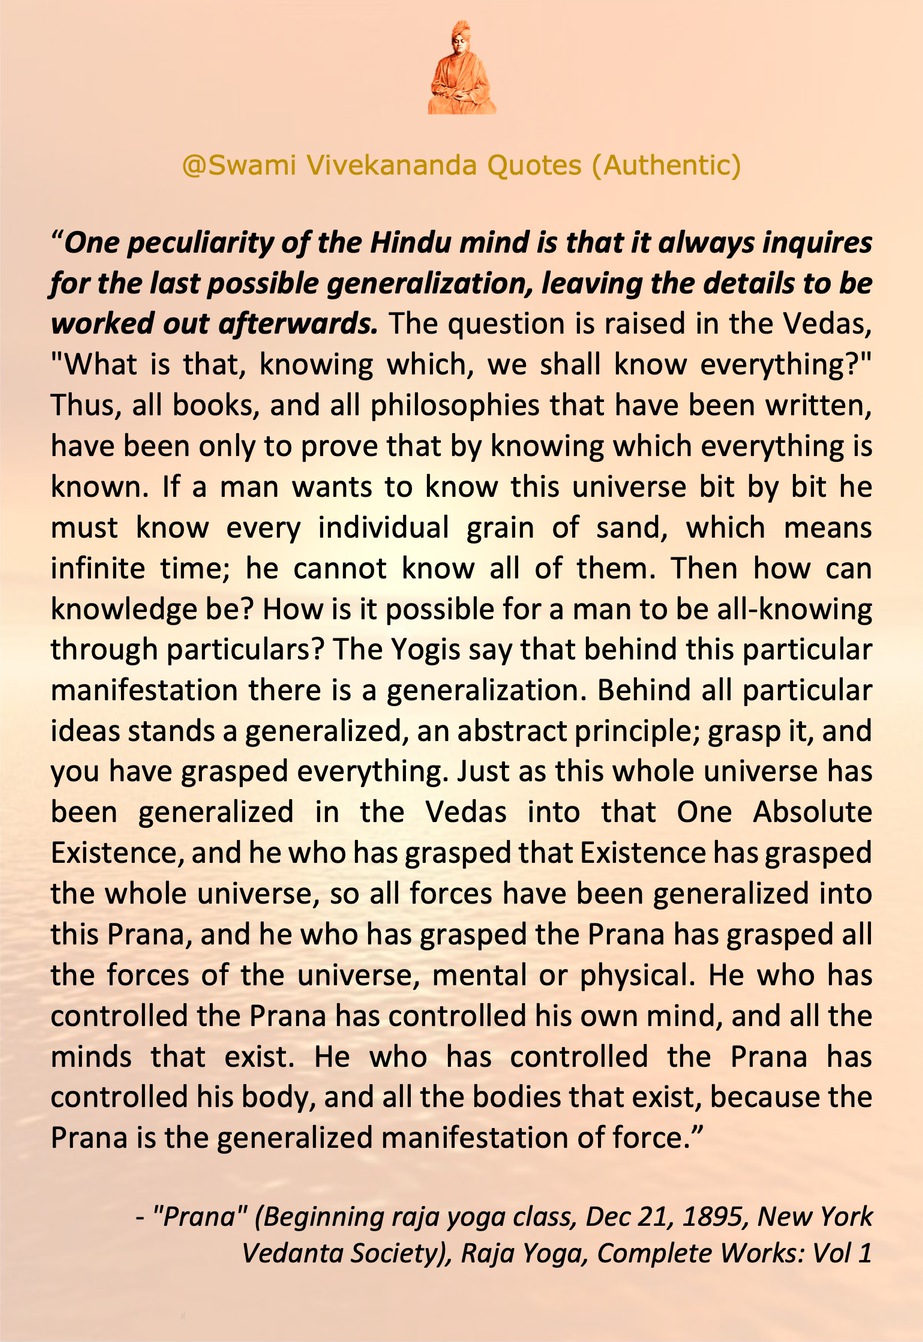 @Swami Vivekananda Quotes (Authentic)
“One peculiarity of the Hindu mind is that it always inquires
for the last possible generalization, leaving the details to be
worked out afterwards. The question is raised in the Vedas,
"What is that, knowing which, we shall know everything?"
Thus, all books, and all philosophies that have been written,
have been only to prove that by knowing which everything is
known. If a man wants to know this universe bit by bit he
must know every individual grain of sand, which means
infinite time; he cannot know all of them. Then how can
knowledge be? How is it possible for a man to be all-knowing
through particulars? The Yogis say that behind this particular
manifestation there is a generalization. Behind all particular
ideas stands a generalized, an abstract principle; grasp it, and
you have grasped everything. Just as this whole universe has
been generalized in the Vedas into that One Absolute
Existence, and he who has grasped that Existence has grasped
the whole universe, so all forces have been generalized into
this Prana, and he who has grasped the Prana has grasped all
the forces of the universe, mental or physical. He who has
controlled the Prana has controlled his own mind, and all the
minds that exist. He who has controlled the Prana has
controlled his body, and all the bodies that exist, because the
Prana is the generalized manifestation of force.”
- "Prana" (Beginning raja yoga class, Dec 21, 1895, New York
Vedanta Society), Raja Yoga, Complete Works: Vol 1